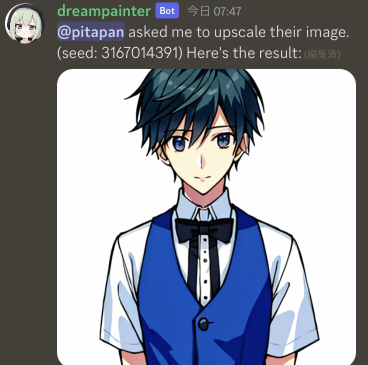 dreampainter Bot 今日 07:47
@pitapan asked me to upscale their image.
(seed: 3167014391) Here's the result: (編集済)